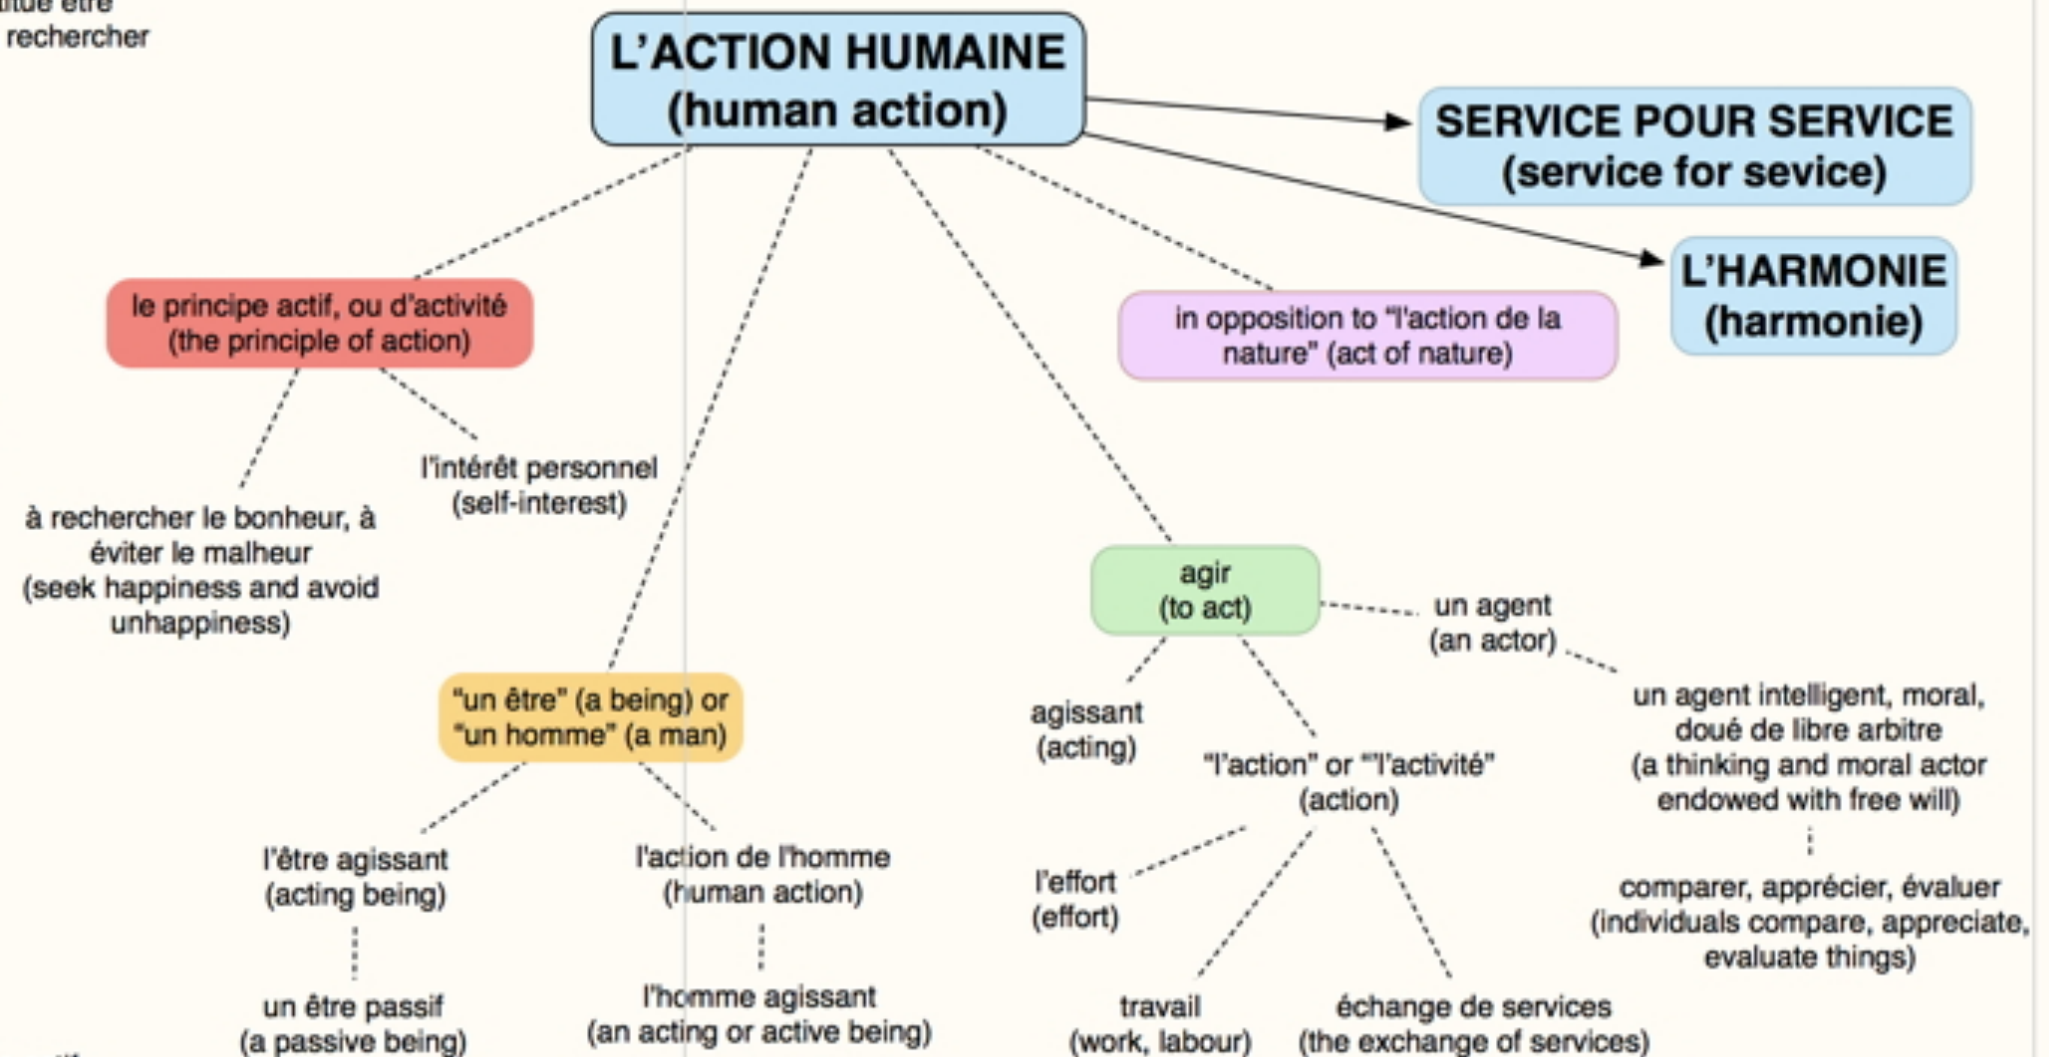 rechercher
L’ACTION HUMAINE
(human action)
SERVICE POUR SERVICE
(service for sevice)
L’HARMONIE
(harmonie)
le principe actif, ou d’activité
(the principle of action)
in opposition to “l'action de la
nature” (act of nature)
l’intérêt personnel
(self-interest)
à rechercher le bonheur, à
éviter le malheur
(seek happiness and avoid
unhappiness)
agir
(to act)
un agent
(an actor)
“un être” (a being) or
“un homme” (a man)
agissant
(acting)
un agent intelligent, moral,
doué de libre arbitre
(a thinking and moral actor
endowed with free will)
“l’action” or “’l’activité”
(action)
l’être agissant
(acting being)
l'action de l'homme
(human action)
l’effort
(effort)
comparer, apprécier, évaluer
(individuals compare, appreciate,
evaluate things)
un être passif
(a passive being)
l’homme agissant
(an acting or active being)
travail
(work, labour)
échange de services
(the exchange of services)